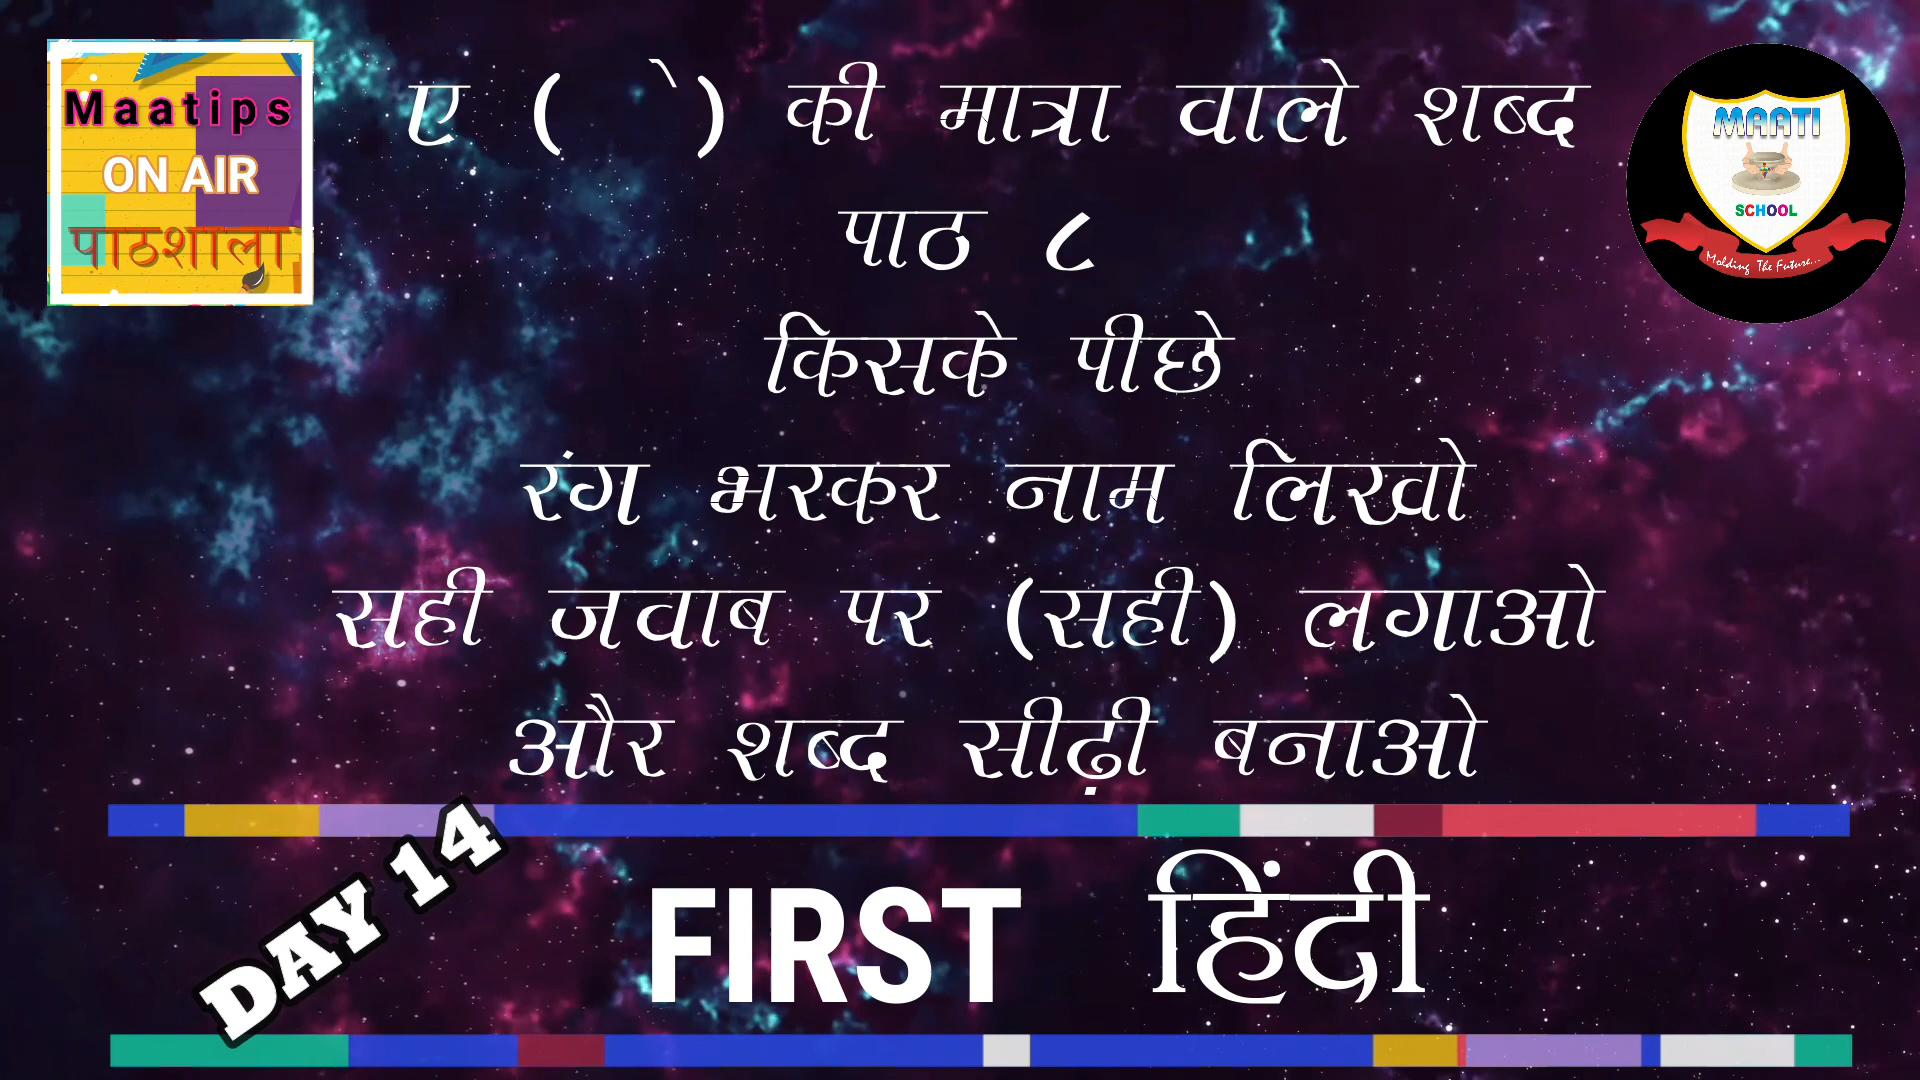 Maatips
ON AIR
पाठशाला
ए ( े) की मात्रा वाले शब्द
पाठ ८
किसके पीछे
रंग भरकर नाम लिखो
सही जवाब पर (सही) लगाओ
और शब्द सीढ़ी बनाओ
MAATI
SCHOOL
Molding The Future...
DAY 14
FIRST हिंदी